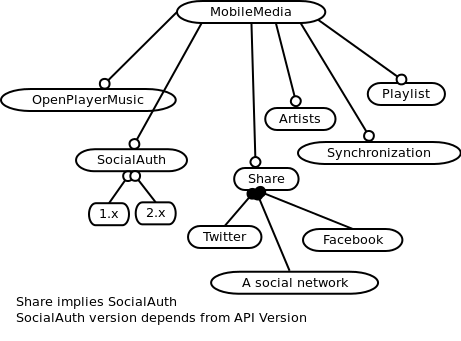 MobileMedia
Playlist
OpenPlayerMusic
Artists
Synchronization
SocialAuth
Share
1.x
2.x
Twitter
Facebook
A social network
Share implies SocialAuth
SocialAuth version depends from API Version